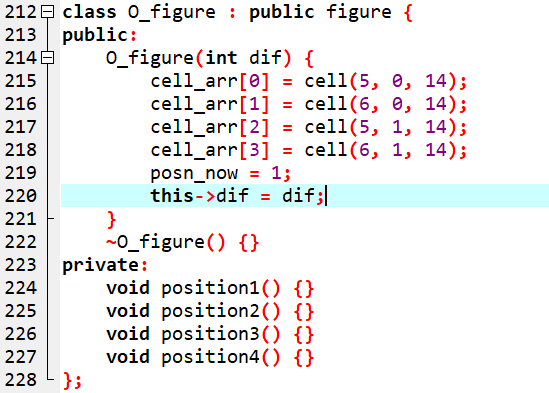 212 class O_figure : public figure {
213 public:
214     O_figure(int dif) {
215         cell_arr[0] = cell(5, 0, 14);
216         cell_arr[1] = cell(6, 0, 14);
217         cell_arr[2] = cell(5, 1, 14);
218         cell_arr[3] = cell(6, 1, 14);
219         posn_now = 1;
220         this->dif = dif;
221     }
222     ~O_figure() {}
223 private:
224     void position1() {}
225     void position2() {}
226     void position3() {}
227     void position4() {}
228 };